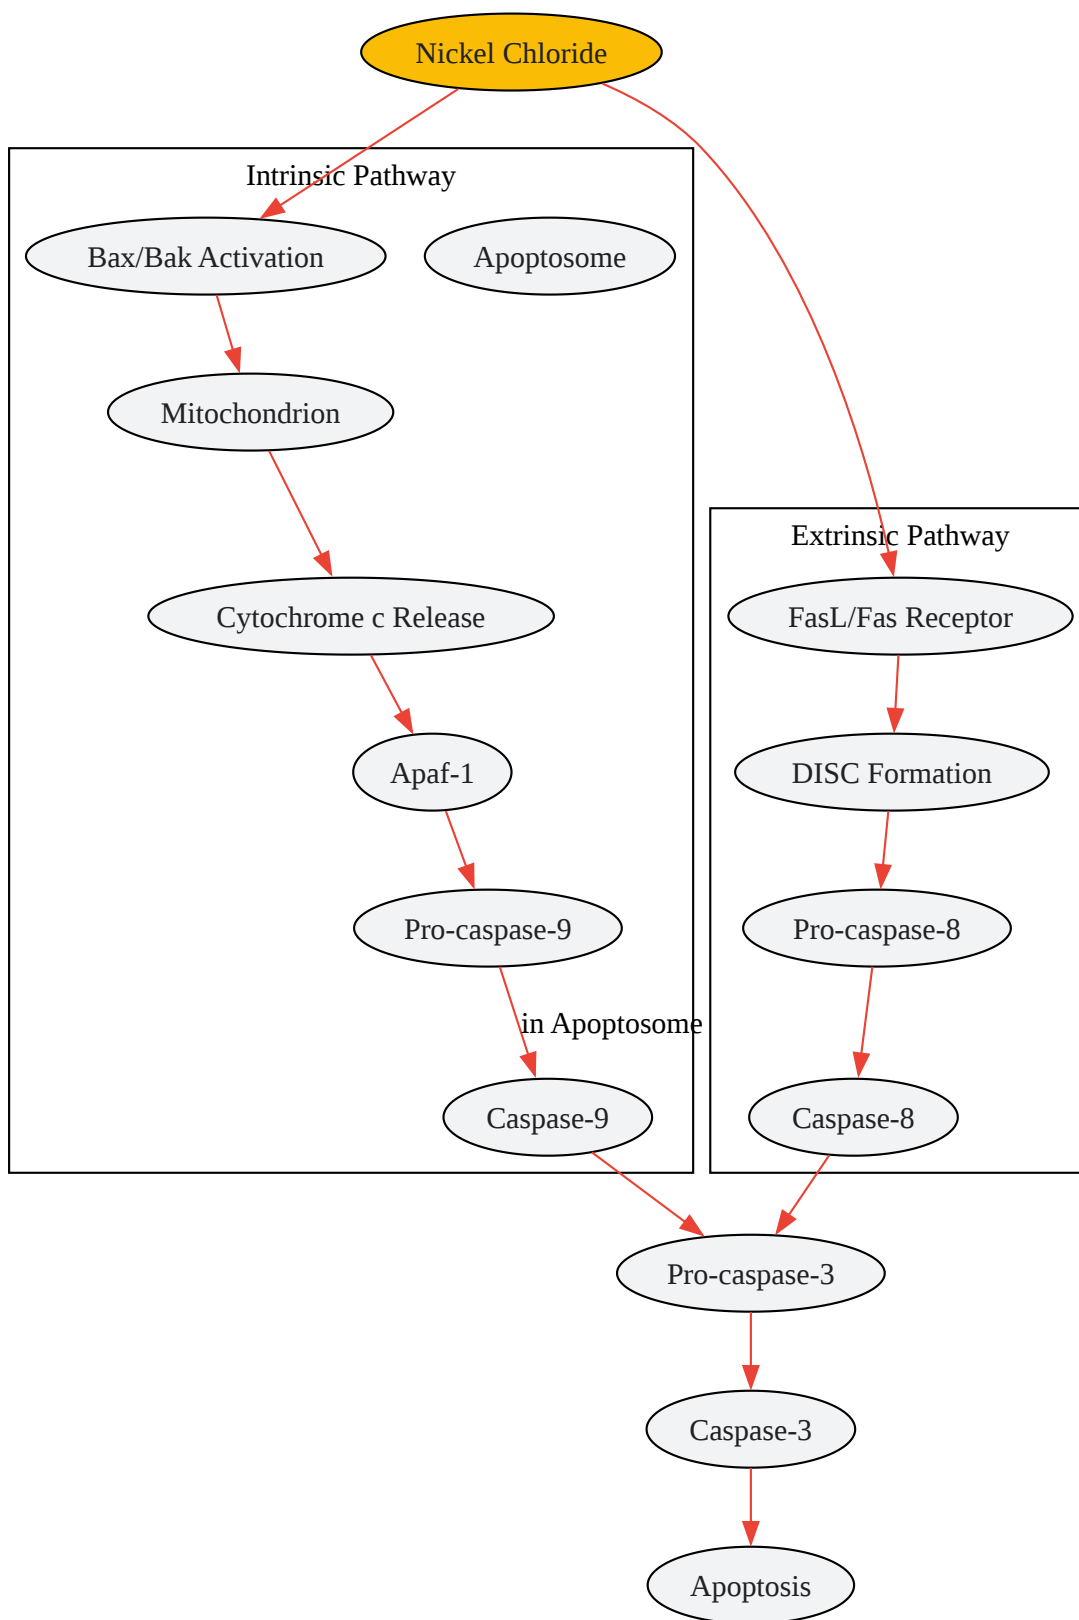 Nickel Chloride
Intrinsic Pathway
Bax/Bak Activation
Apoptosome
Mitochondrion
Cytochrome c Release
Apaf-1
Pro-caspase-9
in Apoptosome
Caspase-9
Extrinsic Pathway
FasL/Fas Receptor
DISC Formation
Pro-caspase-8
Caspase-8
Pro-caspase-3
Caspase-3
Apoptosis